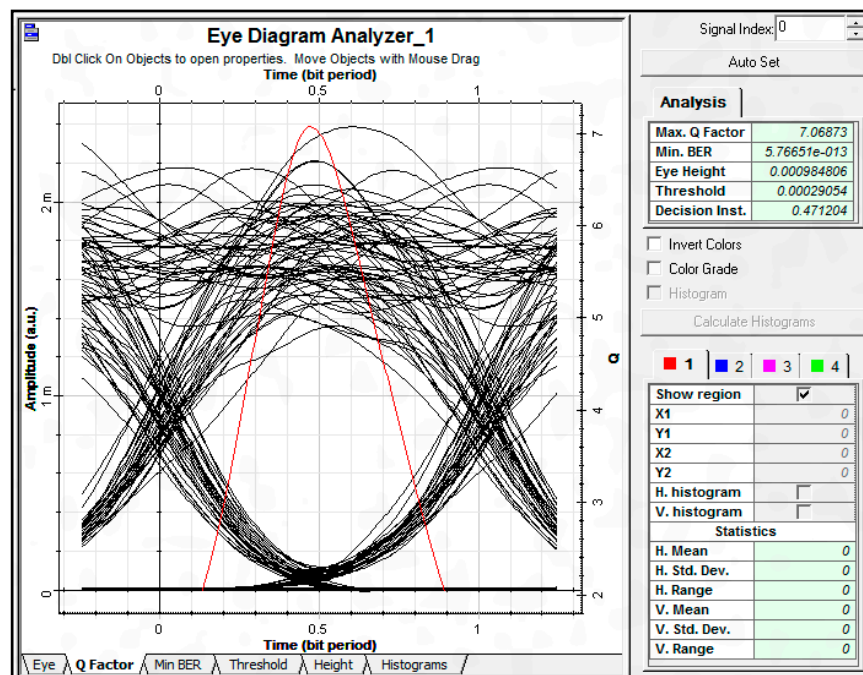 Eye Diagram Analyzer_1
Dbl Click On Objects to open properties. Move Objects with Mouse Drag
Time (bit period)
0 0.5 1
Amplitude (a.u.)
2 m
1 m
0
Q
7
6
5
4
3
2
0 0.5 1
Time (bit period)
Eye Q Factor Min BER Threshold Height Histograms
Signal Index: 0
Auto Set
Analysis
Max. Q Factor 7.06873
Min. BER 5.76651e-013
Eye Height 0.000984806
Threshold 0.00029054
Decision Inst. 0.471204
Invert Colors
Color Grade
Histogram
Calculate Histograms
1 2 3 4
Show region
X1 0
Y1 0
X2 0
Y2 0
H. histogram
V. histogram
Statistics
H. Mean 0
H. Std. Dev. 0
H. Range 0
V. Mean 0
V. Std. Dev. 0
V. Range 0